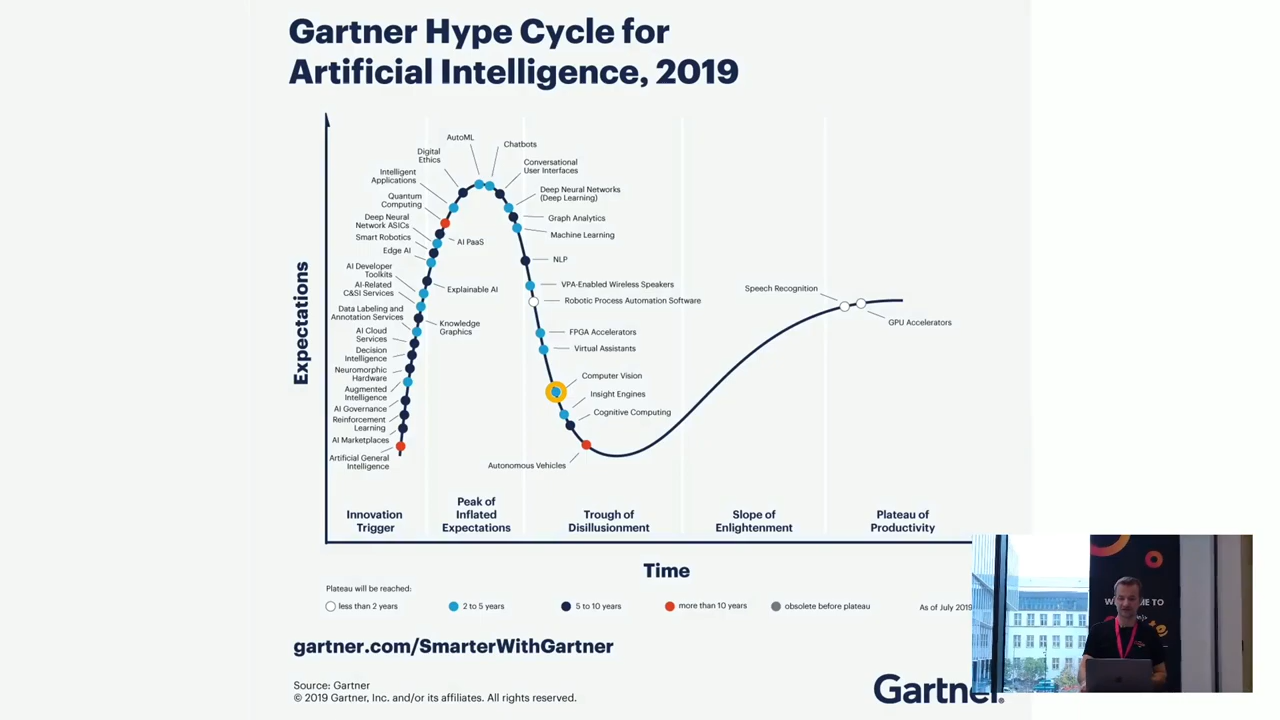 Gartner Hype Cycle for
Artificial Intelligence, 2019
Expectations
AutoML
Chatbots
Digital
Ethics
Conversational
User Interfaces
Intelligent
Applications
Deep Neural Networks
(Deep Learning)
Quantum
Computing
Graph Analytics
Deep Neural
Network ASICs
Machine Learning
Smart Robotics
AI PaaS
Edge AI
NLP
AI Developer
Toolkits
VPA-Enabled Wireless Speakers
AI-Related
C&SI Services
Explainable AI
Robotic Process Automation Software
Speech Recognition
Data Labeling and
Annotation Services
Knowledge
Graphics
GPU Accelerators
AI Cloud
Services
FPGA Accelerators
Decision
Intelligence
Virtual Assistants
Neuromorphic
Hardware
Computer Vision
Augmented
Intelligence
Insight Engines
AI Governance
Cognitive Computing
Reinforcement
Learning
AI Marketplaces
Artificial General
Intelligence
Autonomous Vehicles
Innovation
Trigger
Peak of
Inflated
Expectations
Trough of
Disillusionment
Slope of
Enlightenment
Plateau of
Productivity
Time
Plateau will be reached:
less than 2 years
2 to 5 years
5 to 10 years
more than 10 years
obsolete before plateau
As of July 2019
gartner.com/SmarterWithGartner
Source: Gartner
© 2019 Gartner, Inc. and/or its affiliates. All rights reserved.
Gartner®